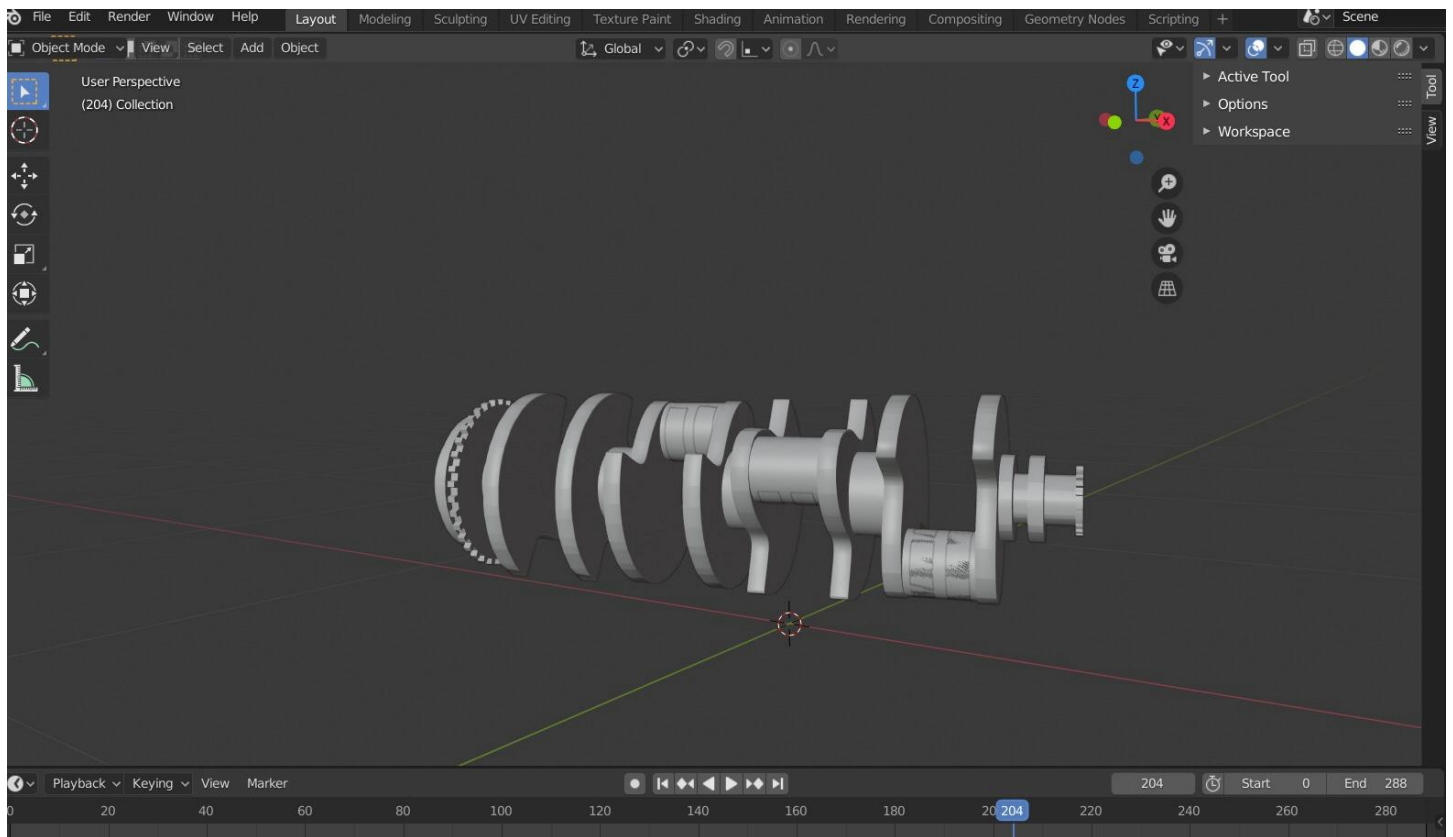 File Edit Render Window Help Layout Modeling Sculpting UV Editing Texture Paint Shading Animation Rendering Compositing Geometry Nodes Scripting + Scene
Object Mode View Select Add Object Global
User Perspective
(204) Collection
Z
Y X
Active Tool
Options
Workspace
Tool
View
Playback Keying View Marker 204 Start 0 End 288
0 20 40 60 80 100 120 140 160 180 20 204 220 240 260 280